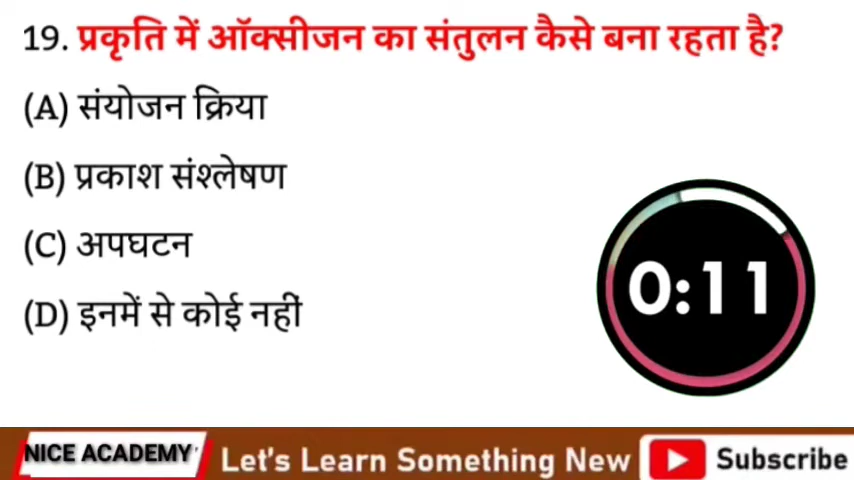 19. प्रकृति में ऑक्सीजन का संतुलन कैसे बना रहता है?
(A) संयोजन क्रिया
(B) प्रकाश संश्लेषण
(C) अपघटन
(D) इनमें से कोई नहीं
0:11
NICE ACADEMY
Let's Learn Something New
Subscribe